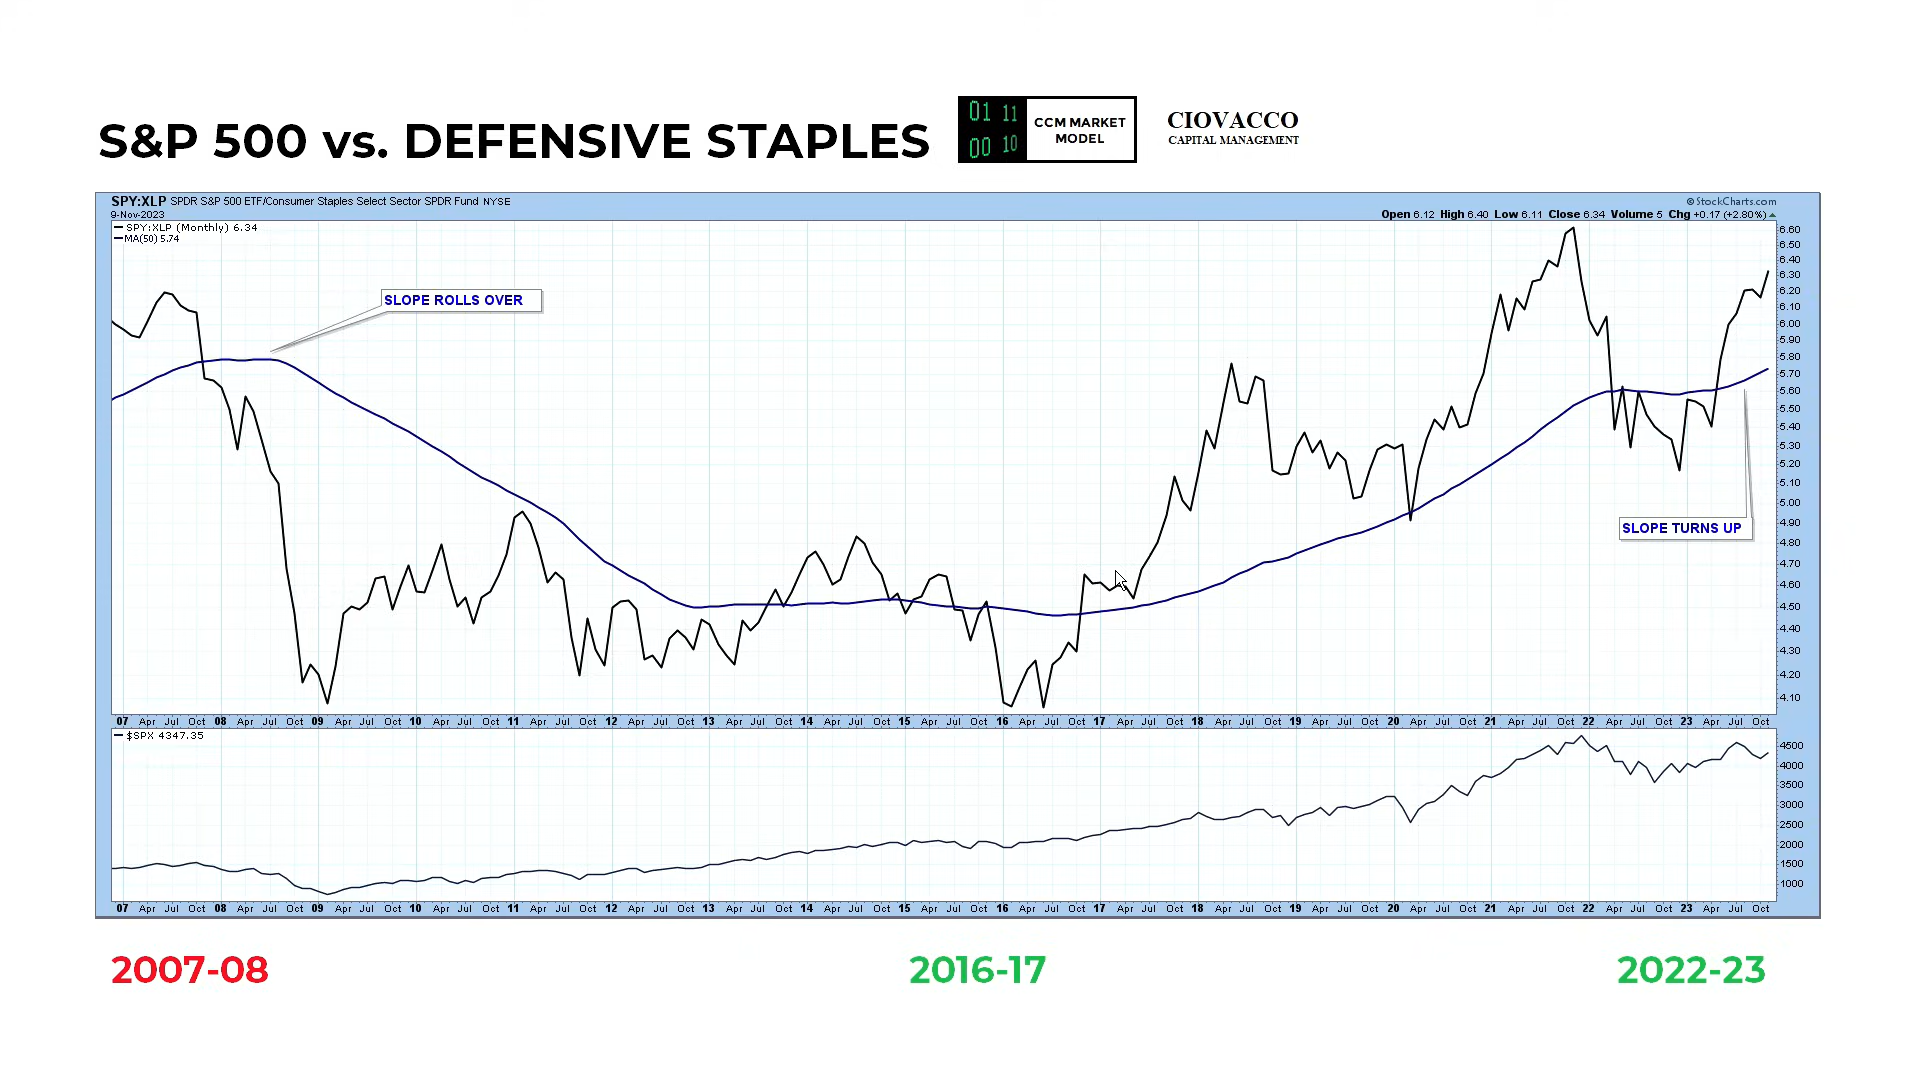 S&P 500 vs. DEFENSIVE STAPLES
01 11
00 10
CCM MARKET
MODEL
CIOVACCO
CAPITAL MANAGEMENT
SPY:XLP SPDR S&P 500 ETF/Consumer Staples Select Sector SPDR Fund NYSE
© StockCharts.com
9-Nov-2023
Open 6.12 High 6.40 Low 6.11 Close 6.34 Volume 5 Chg +0.17 (+2.80%)
SPY:XLP (Monthly) 6.34
MA(50) 5.74
SLOPE ROLLS OVER
SLOPE TURNS UP
6.60
6.50
6.40
6.30
6.20
6.10
6.00
5.90
5.80
5.70
5.60
5.50
5.40
5.30
5.20
5.10
5.00
4.90
4.80
4.70
4.60
4.50
4.40
4.30
4.20
4.10
07 Apr Jul Oct 08 Apr Jul Oct 09 Apr Jul Oct 10 Apr Jul Oct 11 Apr Jul Oct 12 Apr Jul Oct 13 Apr Jul Oct 14 Apr Jul Oct 15 Apr Jul Oct 16 Apr Jul Oct 17 Apr Jul Oct 18 Apr Jul Oct 19 Apr Jul Oct 20 Apr Jul Oct 21 Apr Jul Oct 22 Apr Jul Oct 23 Apr Jul Oct
$SPX 4347.35
4500
4000
3500
3000
2500
2000
1500
1000
07 Apr Jul Oct 08 Apr Jul Oct 09 Apr Jul Oct 10 Apr Jul Oct 11 Apr Jul Oct 12 Apr Jul Oct 13 Apr Jul Oct 14 Apr Jul Oct 15 Apr Jul Oct 16 Apr Jul Oct 17 Apr Jul Oct 18 Apr Jul Oct 19 Apr Jul Oct 20 Apr Jul Oct 21 Apr Jul Oct 22 Apr Jul Oct 23 Apr Jul Oct
2007-08
2016-17
2022-23